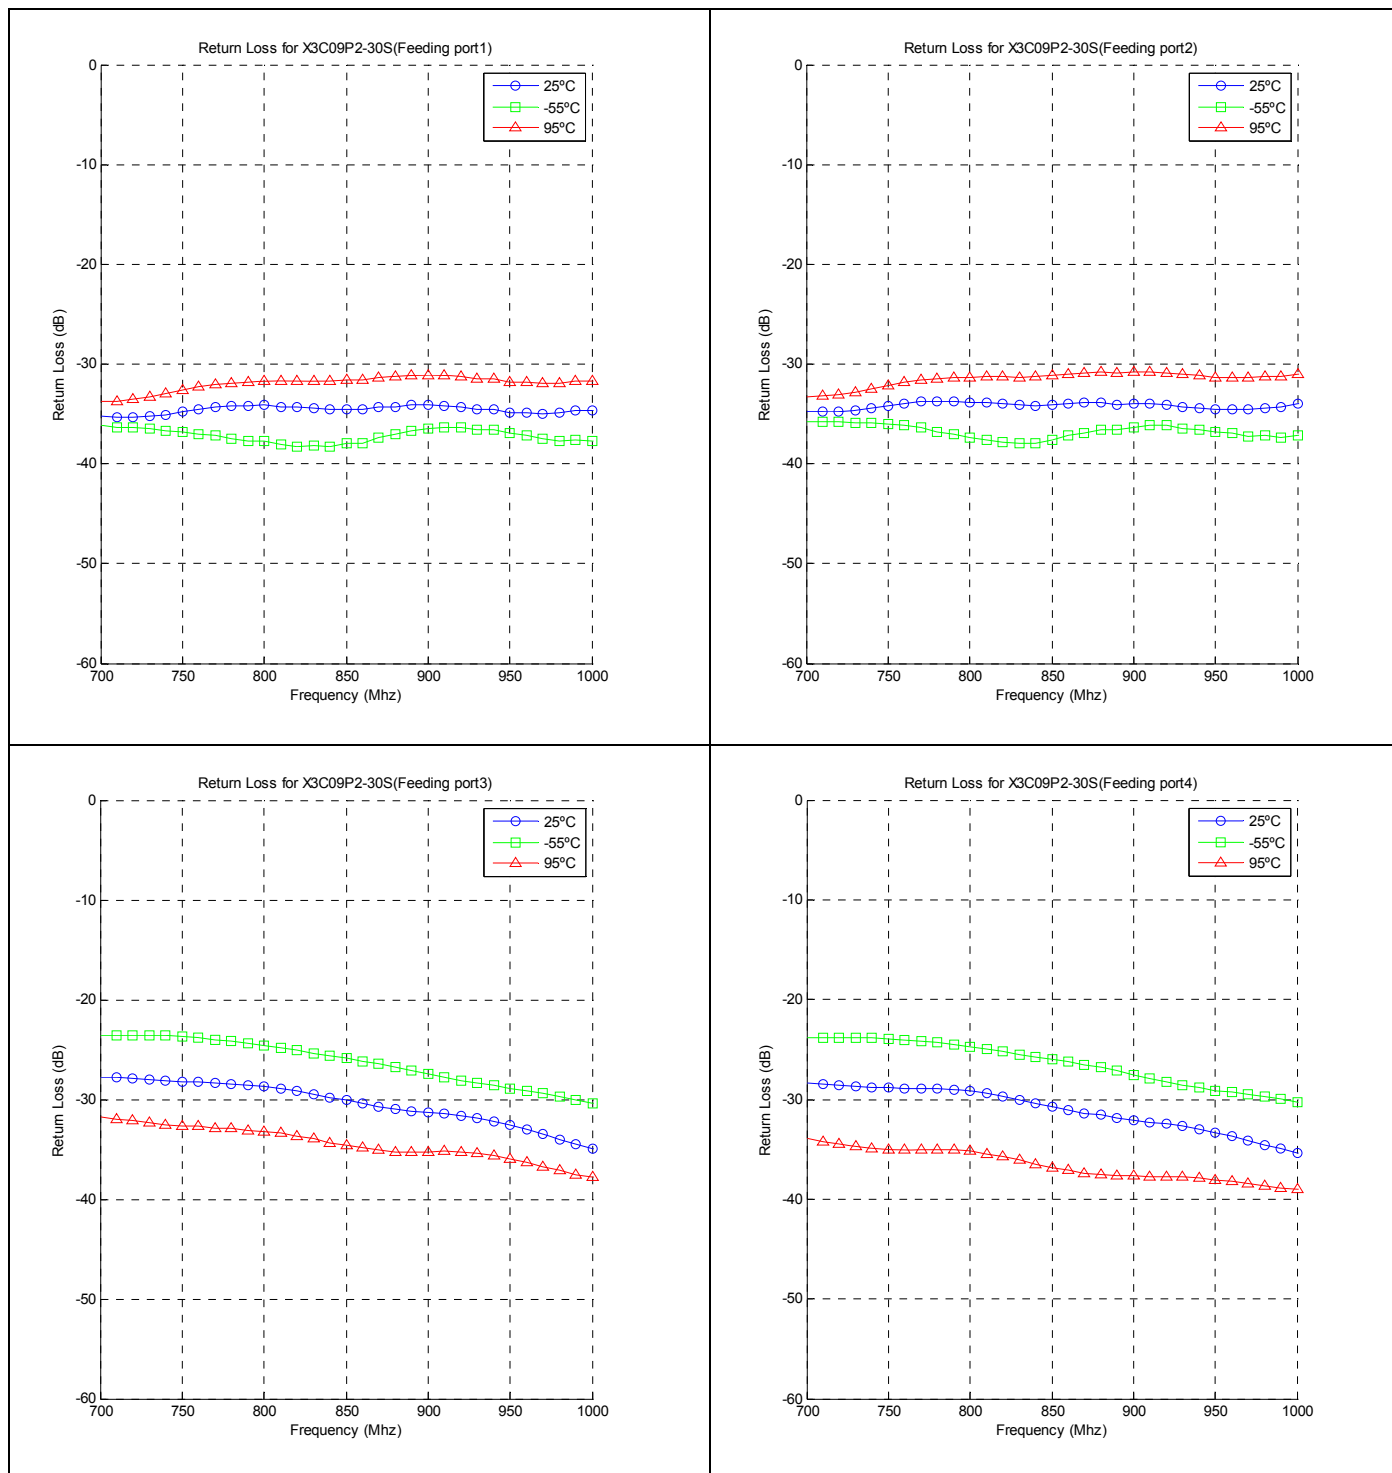 Return Loss for X3C09P2-30S(Feeding port1)
0
-10
-20
-30
-40
-50
-60
Return Loss (dB)
25ºC
-55ºC
95ºC
700 750 800 850 900 950 1000
Frequency (Mhz)
Return Loss for X3C09P2-30S(Feeding port2)
0
-10
-20
-30
-40
-50
-60
Return Loss (dB)
25ºC
-55ºC
95ºC
700 750 800 850 900 950 1000
Frequency (Mhz)
Return Loss for X3C09P2-30S(Feeding port3)
0
-10
-20
-30
-40
-50
-60
Return Loss (dB)
25ºC
-55ºC
95ºC
700 750 800 850 900 950 1000
Frequency (Mhz)
Return Loss for X3C09P2-30S(Feeding port4)
0
-10
-20
-30
-40
-50
-60
Return Loss (dB)
25ºC
-55ºC
95ºC
700 750 800 850 900 950 1000
Frequency (Mhz)